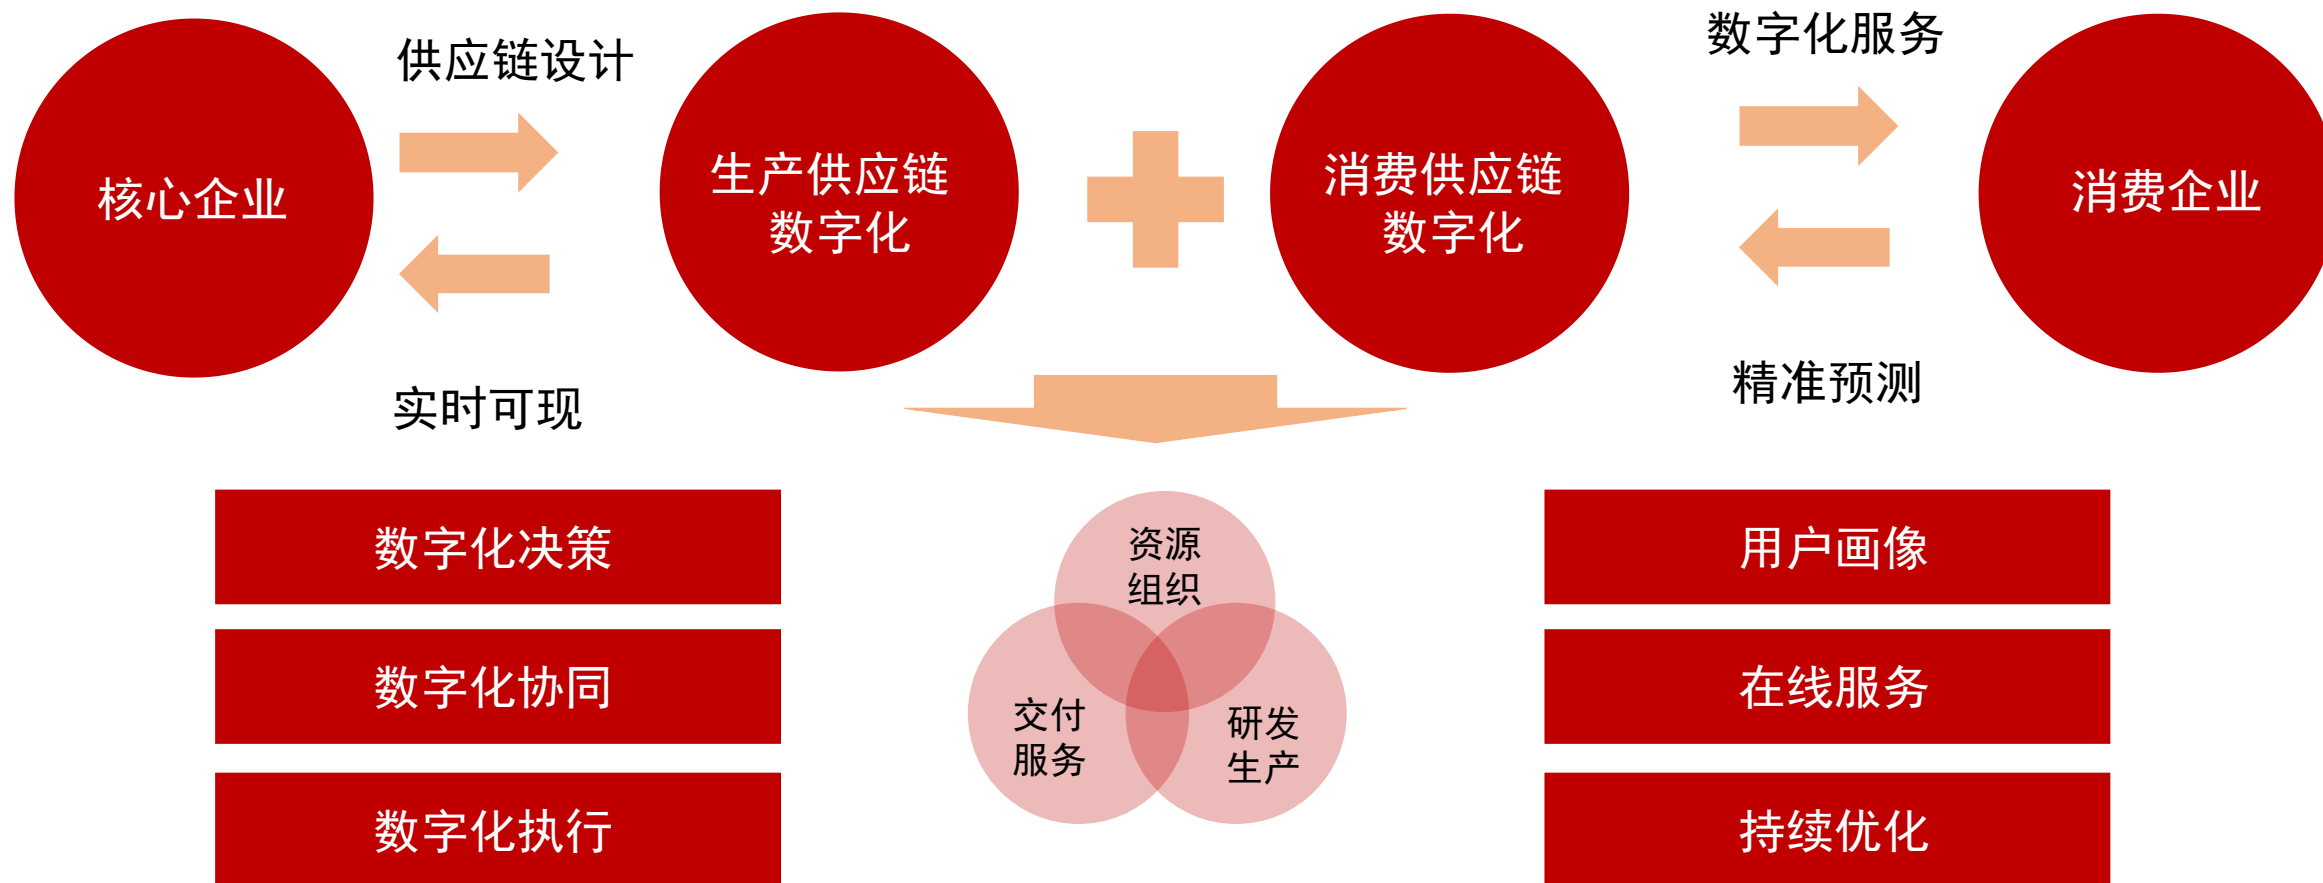 供应链设计
数字化服务
核心企业
生产供应链
数字化
消费供应链
数字化
消费企业
实时可现
精准预测
数字化决策
数字化协同
数字化执行
资源
组织
交付
服务
研发
生产
用户画像
在线服务
持续优化